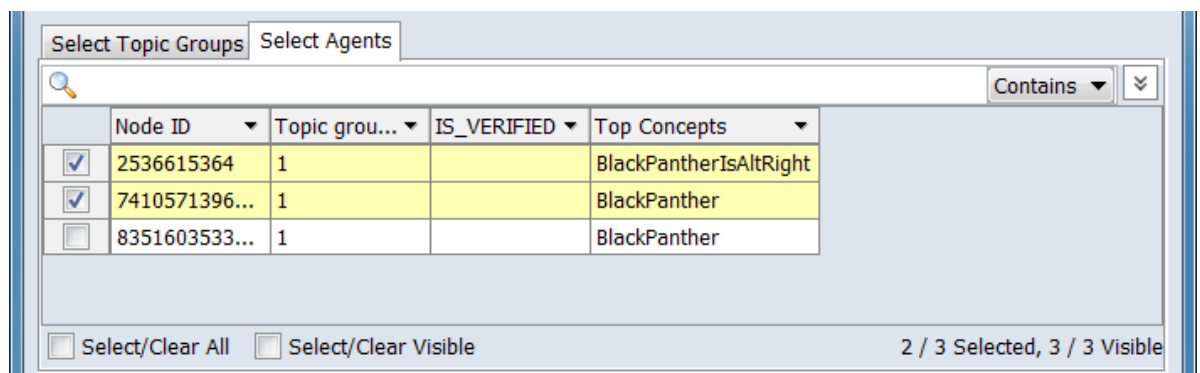 Select Topic Groups Select Agents
Contains
Node ID Topic grou... IS_VERIFIED Top Concepts
2536615364 1 BlackPantherIsAltRight
7410571396... 1 BlackPanther
8351603533... 1 BlackPanther
Select/Clear All Select/Clear Visible 2 / 3 Selected, 3 / 3 Visible